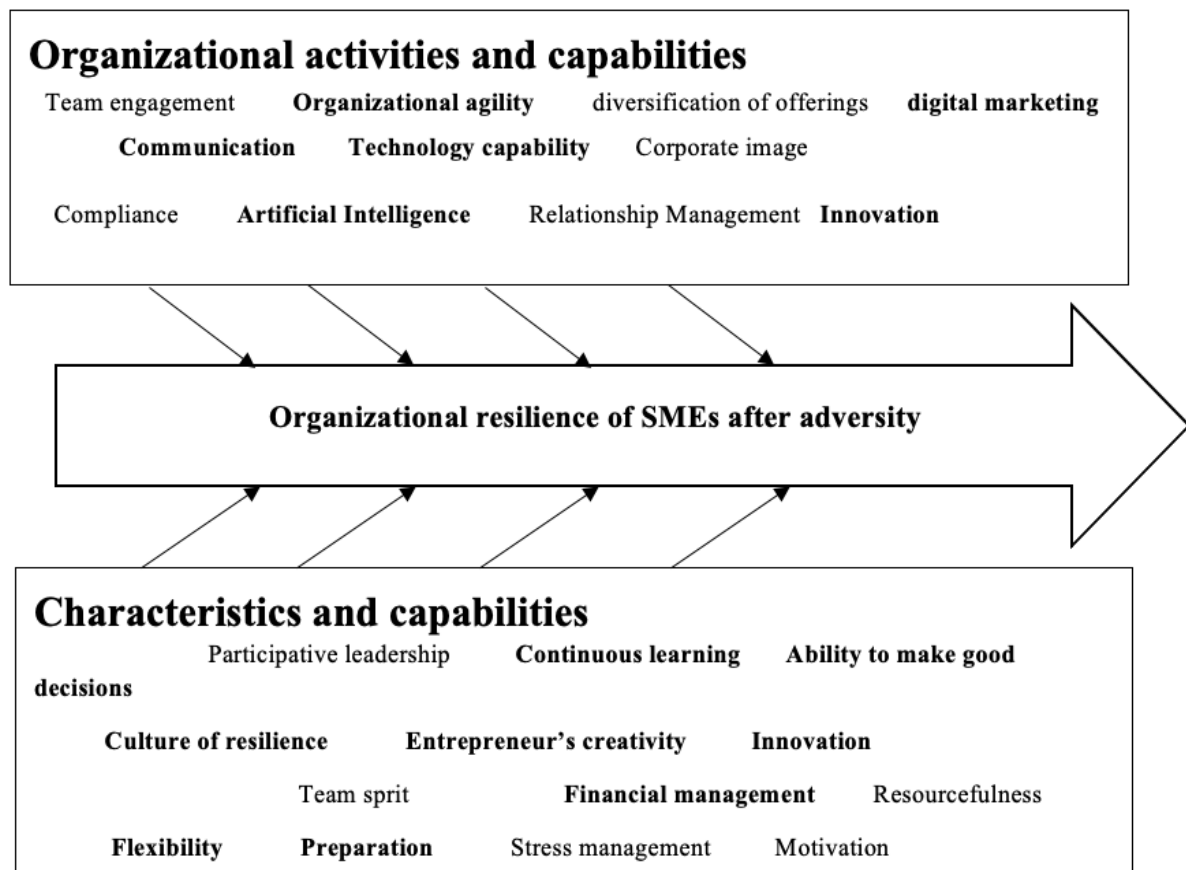 Organizational activities and capabilities
Team engagement Organizational agility diversification of offerings digital marketing
Communication Technology capability Corporate image
Compliance Artificial Intelligence Relationship Management Innovation
Organizational resilience of SMEs after adversity
Characteristics and capabilities
Participative leadership Continuous learning Ability to make good
decisions
Culture of resilience Entrepreneur’s creativity Innovation
Team sprit Financial management Resourcefulness
Flexibility Preparation Stress management Motivation